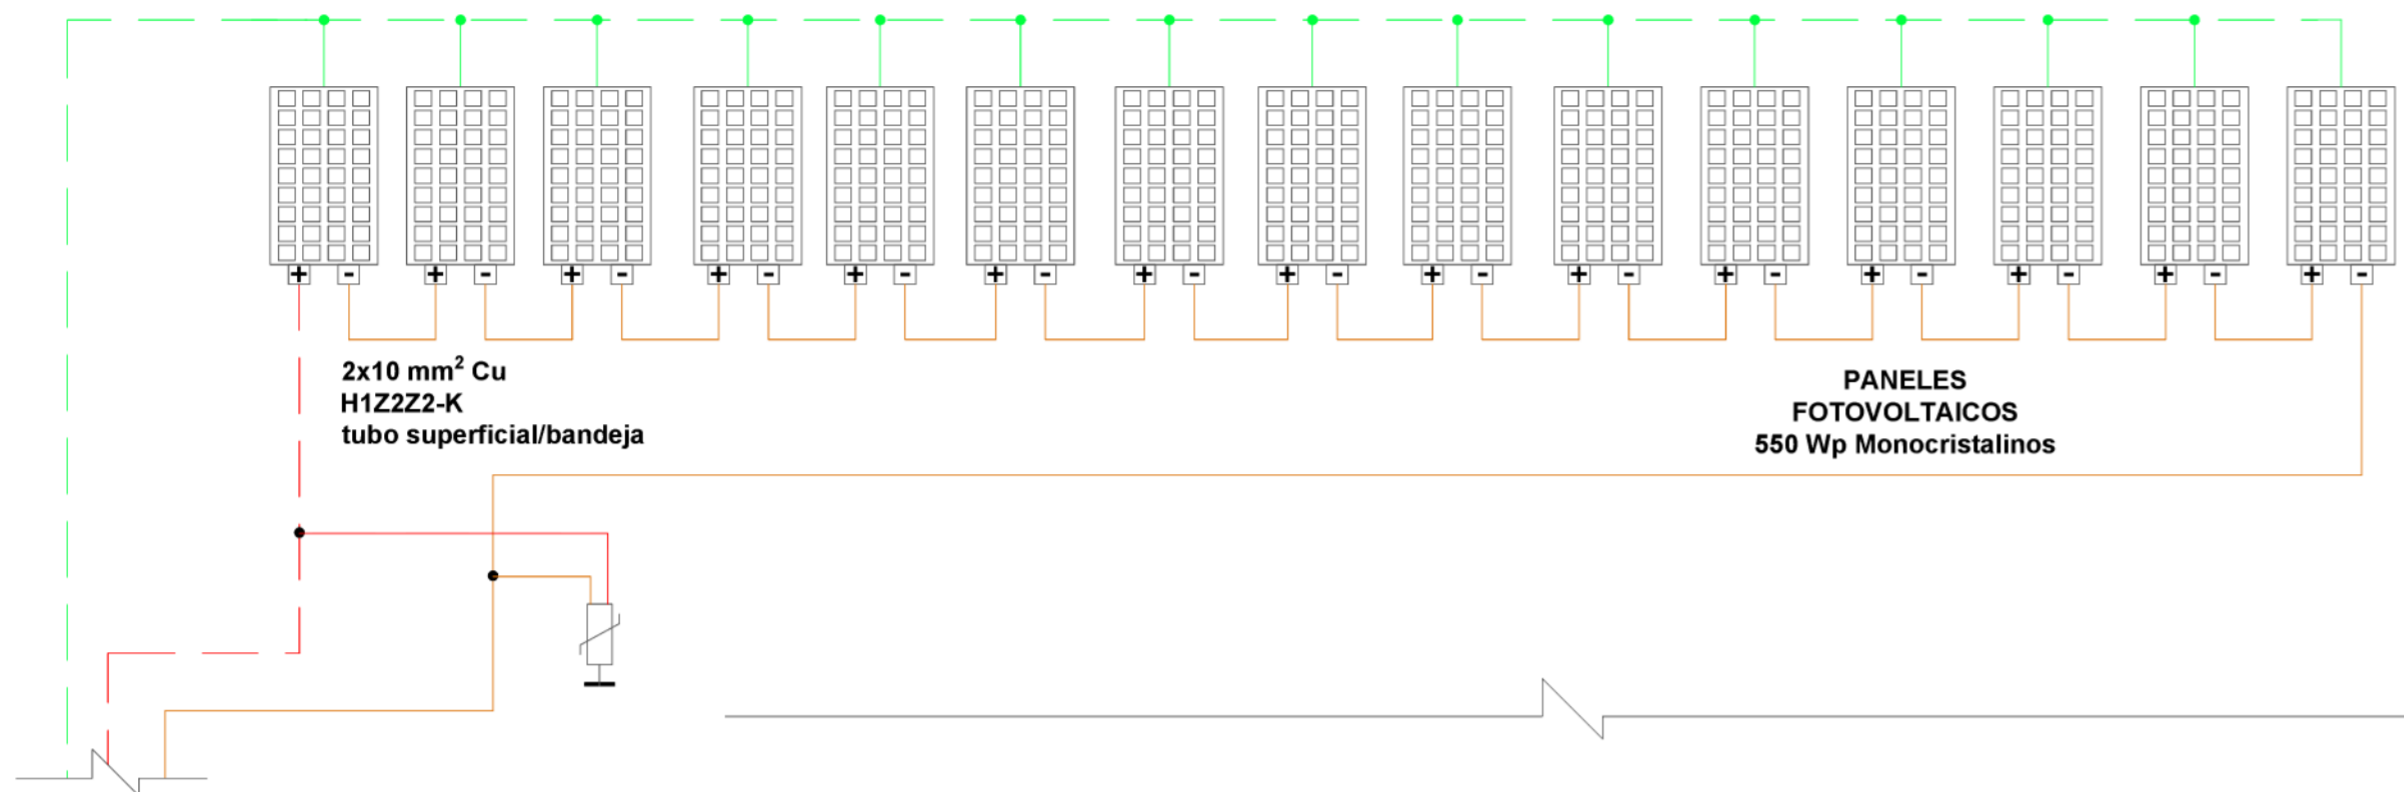 + - + - + - + - + - + - + - + - + - + - + - + - + - + - + -
2x10 mm² Cu
H1Z2Z2-K
tubo superficial/bandeja
PANELES
FOTOVOLTAICOS
550 Wp Monocristalinos